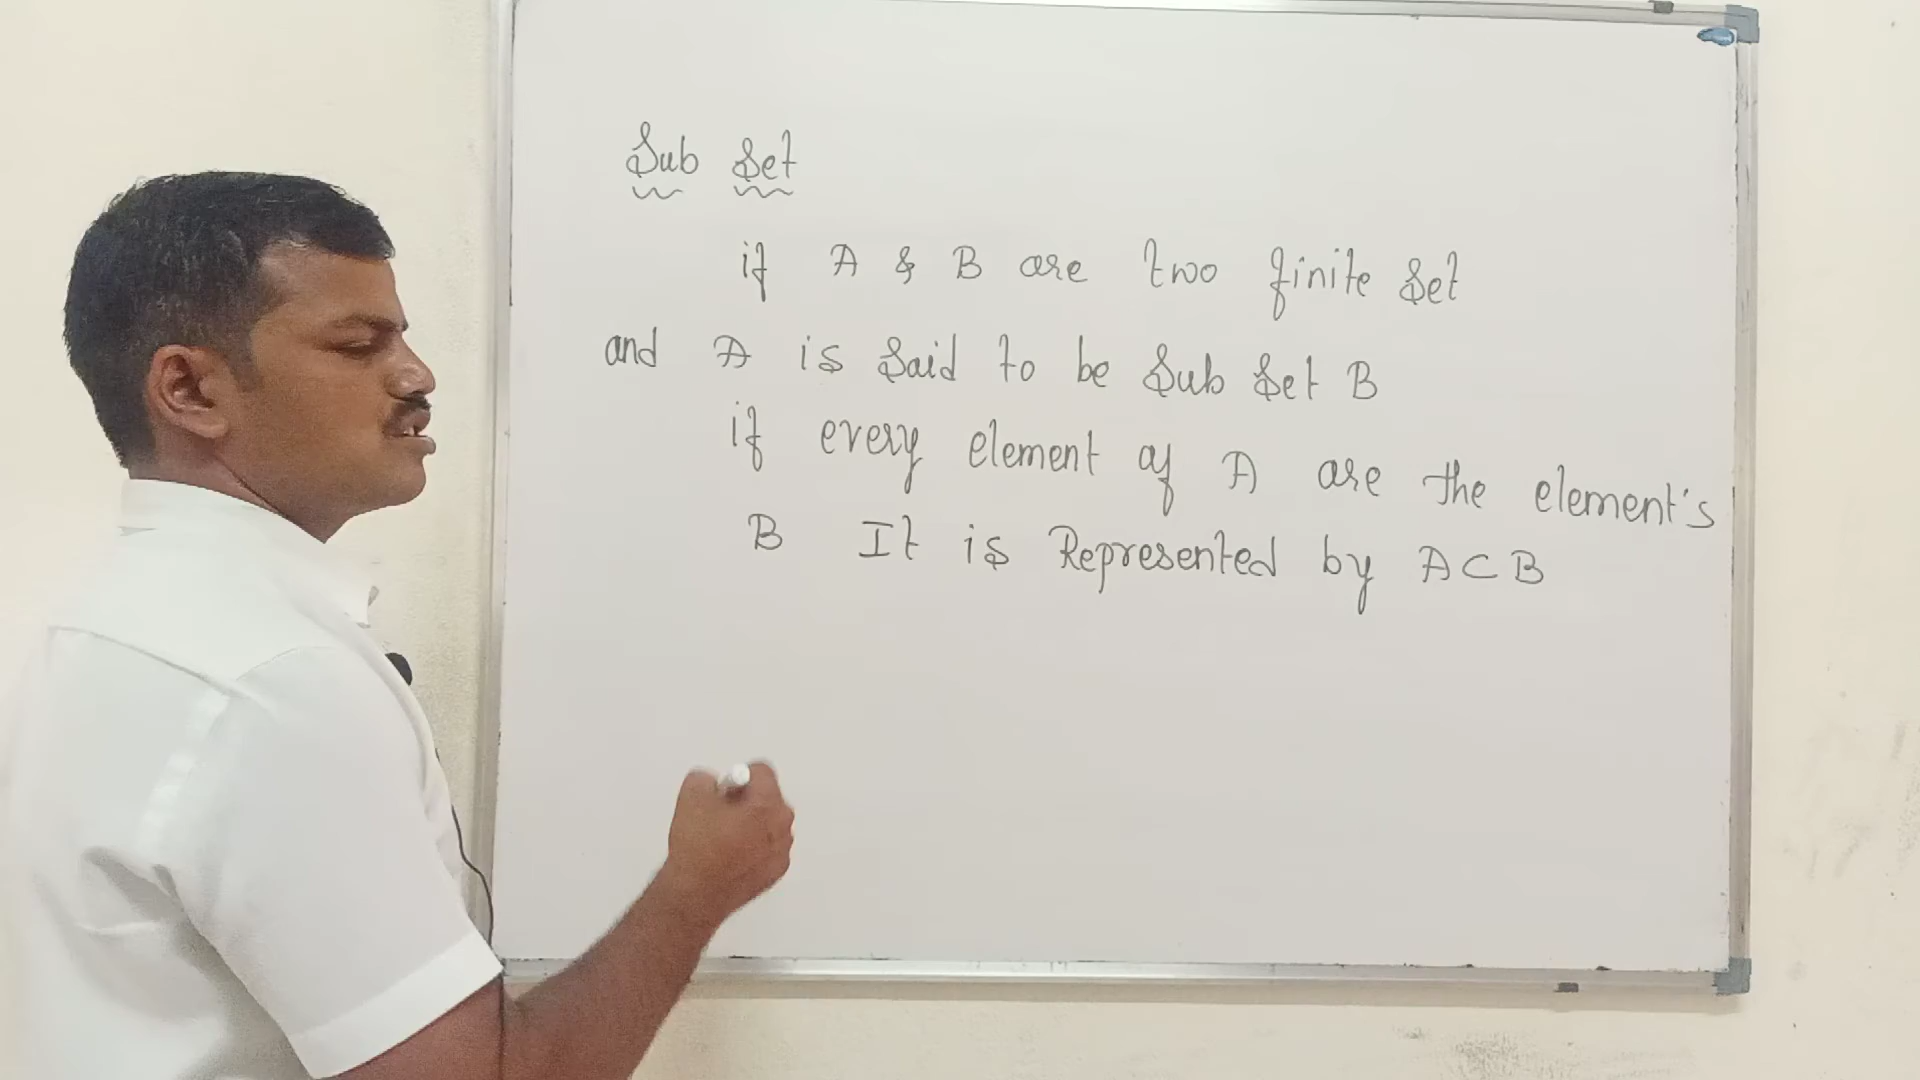 Sub Set
if A & B are two finite Set
and A is Said to be Sub Set B
if every element of A are the element's
B It is Represented by A ⊂ B